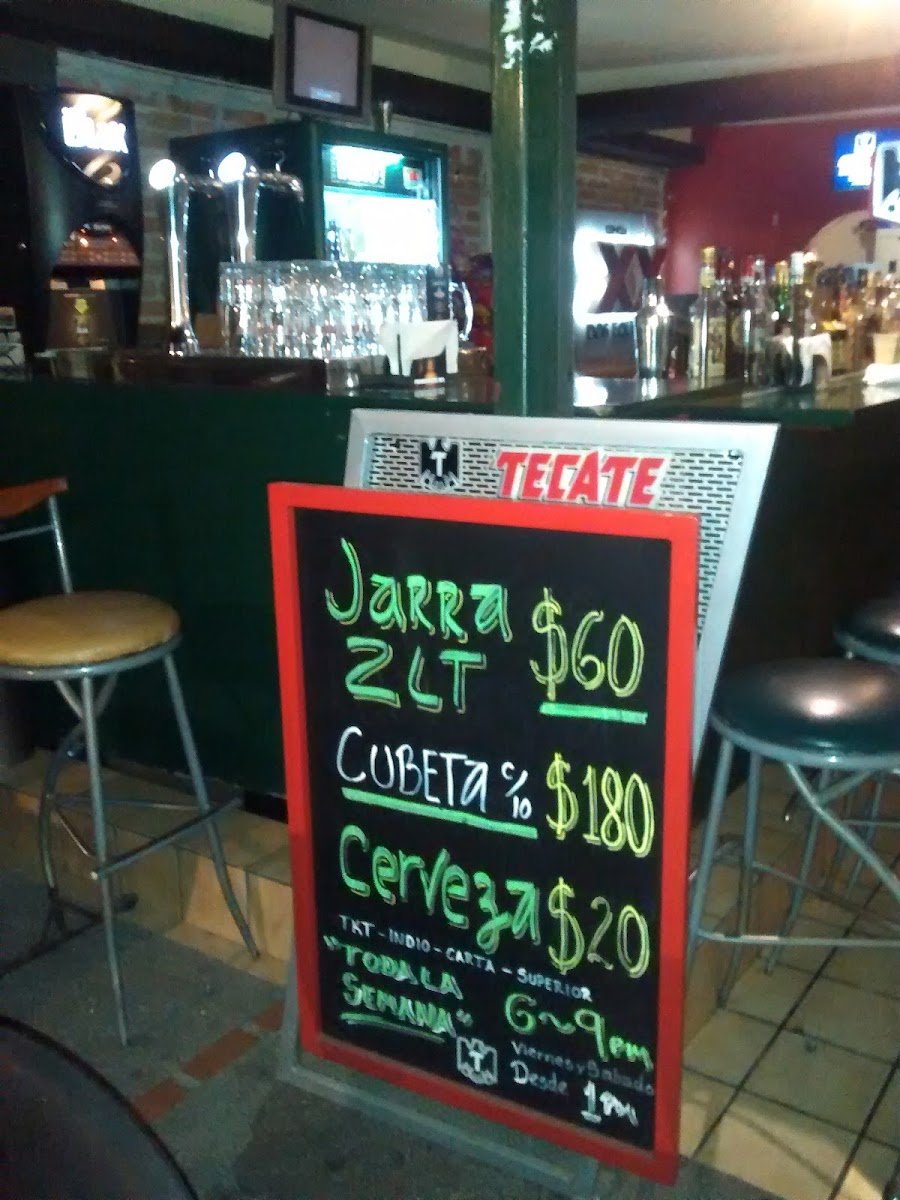 XX
TECATE
T
Jarra
2LT
$60
CUBETa c/10
$180
Cerveza
$20
TKT - INDIO - CARTA - SUPERIOR
"TODA LA
SEMANA"
6~9pm
T
Viernes y Sabado
Desde 1pm